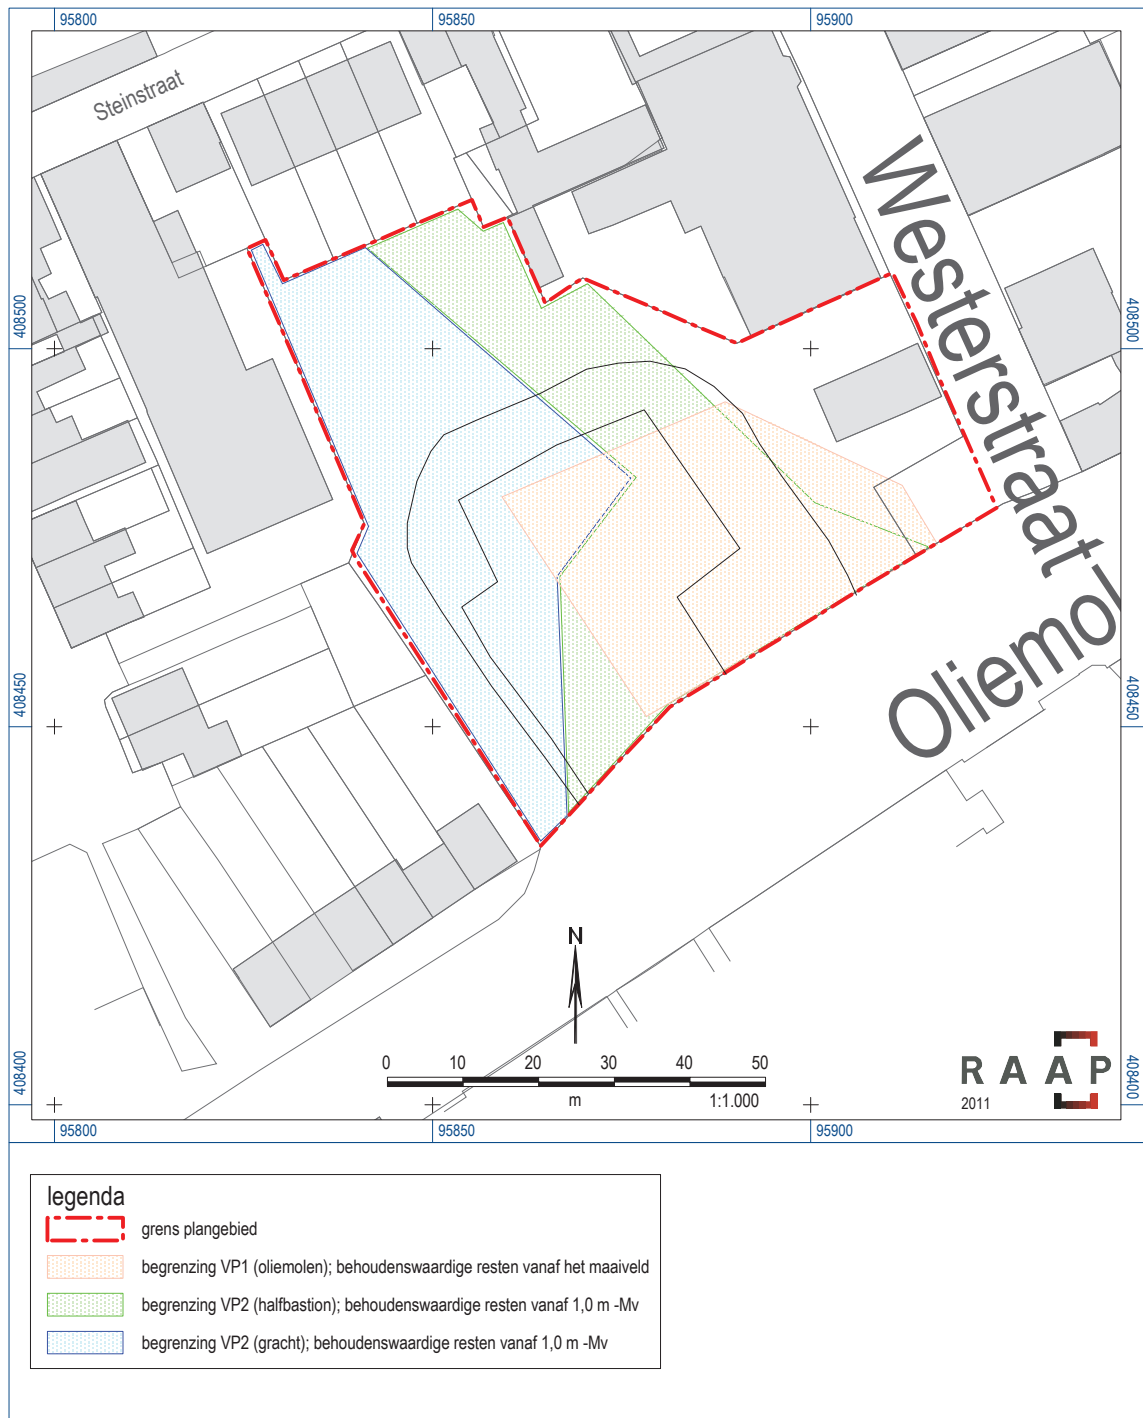 95800
95850
95900
Steinstraat
Westerstraat
408500
408500
Oliemol
408450
408450
N
0 10 20 30 40 50
m 1:1.000
R A A P
2011
408400
408400
95800
95850
95900
legenda
grens plangebied
begrenzing VP1 (oliemolen); behoudenswaardige resten vanaf het maaiveld
begrenzing VP2 (halfbastion); behoudenswaardige resten vanaf 1,0 m -Mv
begrenzing VP2 (gracht); behoudenswaardige resten vanaf 1,0 m -Mv